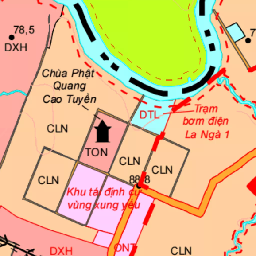 78,5
DXH
Chùa Phật
Quang
Cao Tuyên
DTL
Trạm
bơm điện
La Ngà 1
CLN
CLN
TON
CLN
CLN
88,8
Khu tái định cư
vùng xung yếu
DXH
ONT
CLN